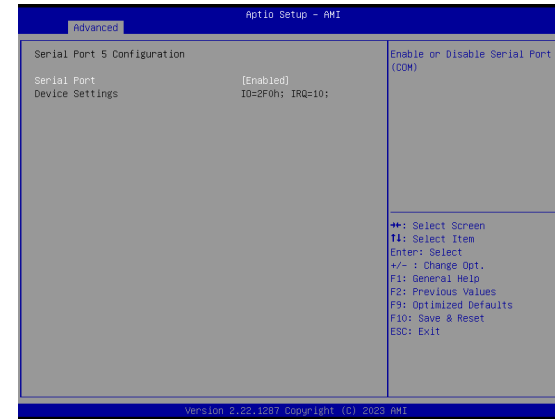 Aptio Setup - AMI
Advanced
Serial Port 5 Configuration
Serial Port [Enabled]
Device Settings IO=2F0h; IRQ=10;
Enable or Disable Serial Port
(COM)
→←: Select Screen
↑↓: Select Item
Enter: Select
+/- : Change Opt.
F1: General Help
F2: Previous Values
F9: Optimized Defaults
F10: Save & Reset
ESC: Exit
Version 2.22.1287 Copyright (C) 2023 AMI